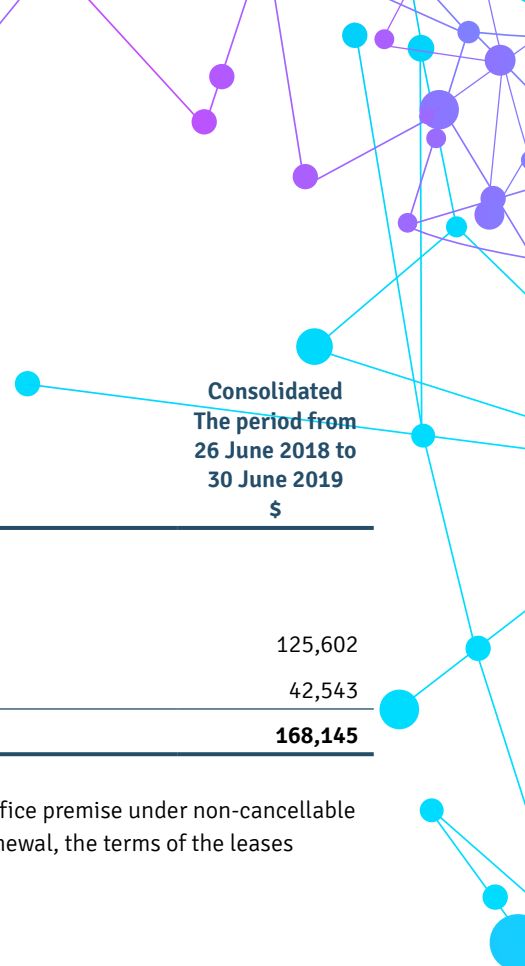 Consolidated
The period from
26 June 2018 to
30 June 2019
$
125,602
42,543
168,145
fice premise under non-cancellable
newal, the terms of the leases